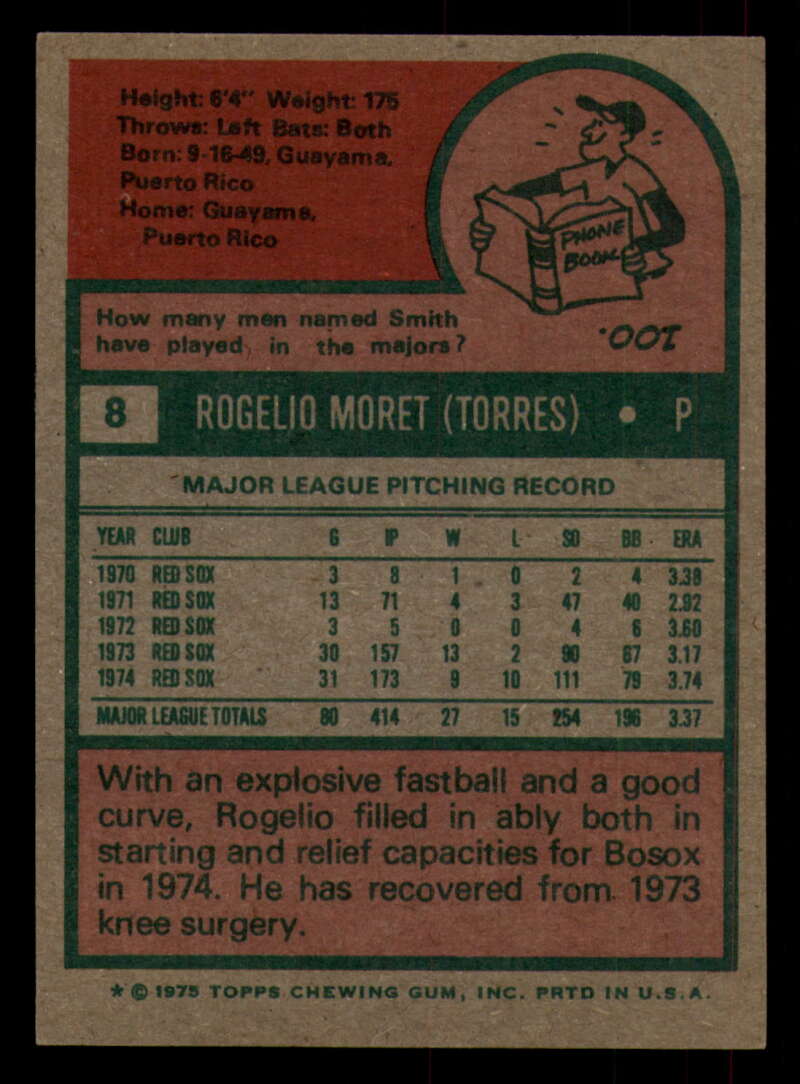 Height: 6'4" Weight: 175
Throws: Left Bats: Both
Born: 9-16-49, Guayama,
Puerto Rico
Home: Guayama,
Puerto Rico
PHONE
BOOK
How many men named Smith
have played in the majors?
100.
8 ROGELIO MORET (TORRES) • P
MAJOR LEAGUE PITCHING RECORD
YEAR CLUB G IP W L SO BB ERA
1970 RED SOX 3 8 1 0 2 4 3.38
1971 RED SOX 13 71 4 3 47 40 2.92
1972 RED SOX 3 5 0 0 4 6 3.60
1973 RED SOX 30 157 13 2 90 67 3.17
1974 RED SOX 31 173 9 10 111 79 3.74
MAJOR LEAGUE TOTALS 80 414 27 15 254 196 3.37
With an explosive fastball and a good
curve, Rogelio filled in ably both in
starting and relief capacities for Bosox
in 1974. He has recovered from 1973
knee surgery.
* © 1975 TOPPS CHEWING GUM, INC. PRTD IN U.S.A.